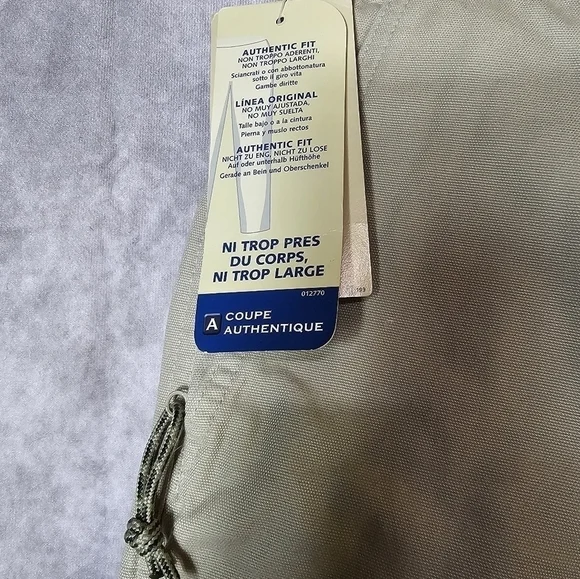 AUTHENTIC FIT
NON TROPPO ADERENTI,
NON TROPPO LARGHI
Sciancrati o con abbottonatura
sotto il giro vita
Gambe diritte
LÍNEA ORIGINAL
NO MUY AJUSTADA,
NO MUY SUELTA
Talle bajo o a la cintura
Pierna y muslo rectos
AUTHENTIC FIT
NICHT ZU ENG, NICHT ZU LOSE
Auf oder unterhalb Hüfthöhe
Gerade an Bein und Oberschenkel
NI TROP PRES
DU CORPS,
NI TROP LARGE
012770
A COUPE
AUTHENTIQUE